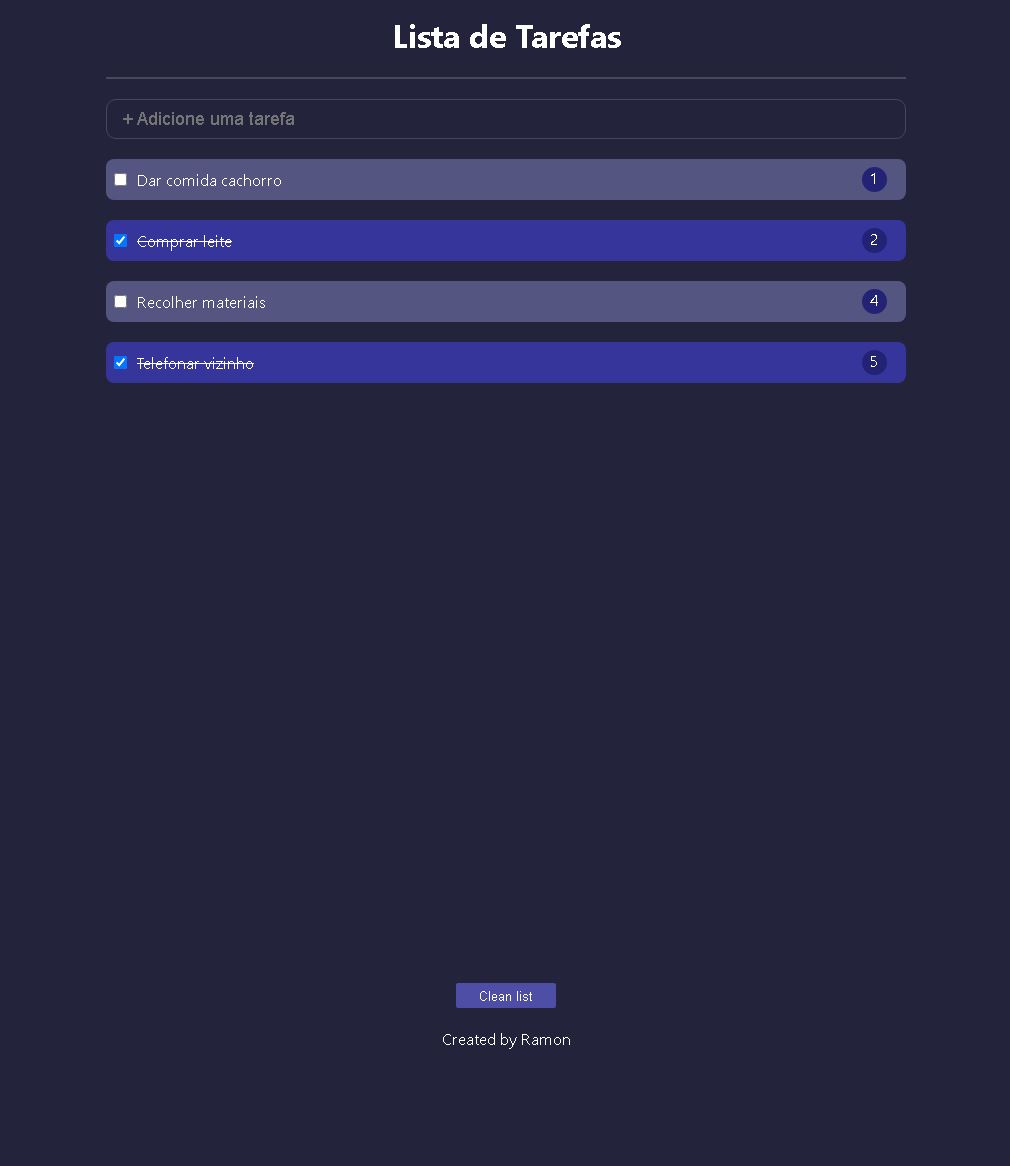 Lista de Tarefas
+ Adicione uma tarefa
Dar comida cachorro 1
Comprar leite 2
Recolher materiais 4
Telefonar vizinho 5
Clean list
Created by Ramon